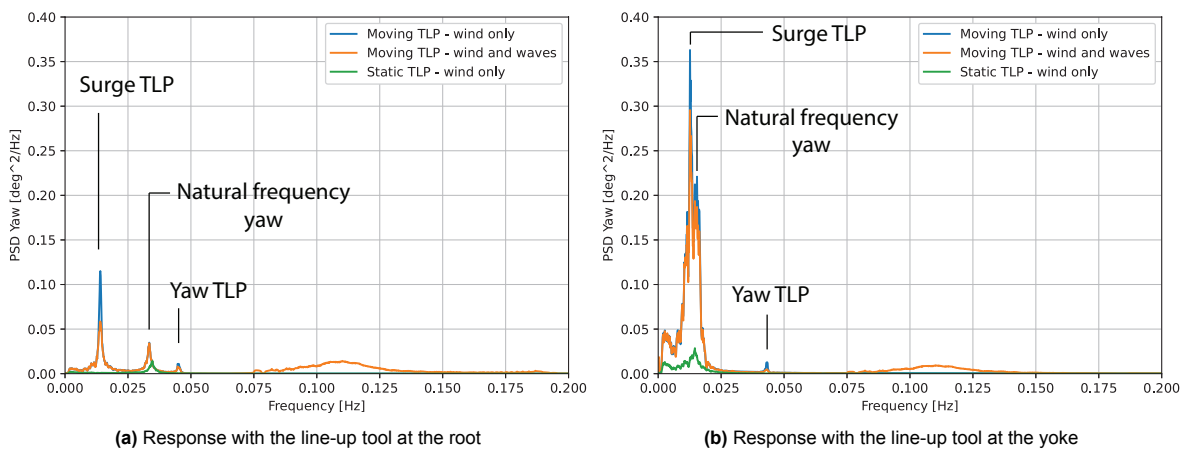 0.40
0.35
0.30
0.25
0.20
0.15
0.10
0.05
0.00
PSD Yaw [deg^2/Hz]
Moving TLP - wind only
Moving TLP - wind and waves
Static TLP - wind only
Surge TLP
Natural frequency
yaw
Yaw TLP
0.000 0.025 0.050 0.075 0.100 0.125 0.150 0.175 0.200
Frequency [Hz]
(a) Response with the line-up tool at the root
0.40
0.35
0.30
0.25
0.20
0.15
0.10
0.05
0.00
PSD Yaw [deg^2/Hz]
Moving TLP - wind only
Moving TLP - wind and waves
Static TLP - wind only
Surge TLP
Natural frequency
yaw
Yaw TLP
0.000 0.025 0.050 0.075 0.100 0.125 0.150 0.175 0.200
Frequency [Hz]
(b) Response with the line-up tool at the yoke